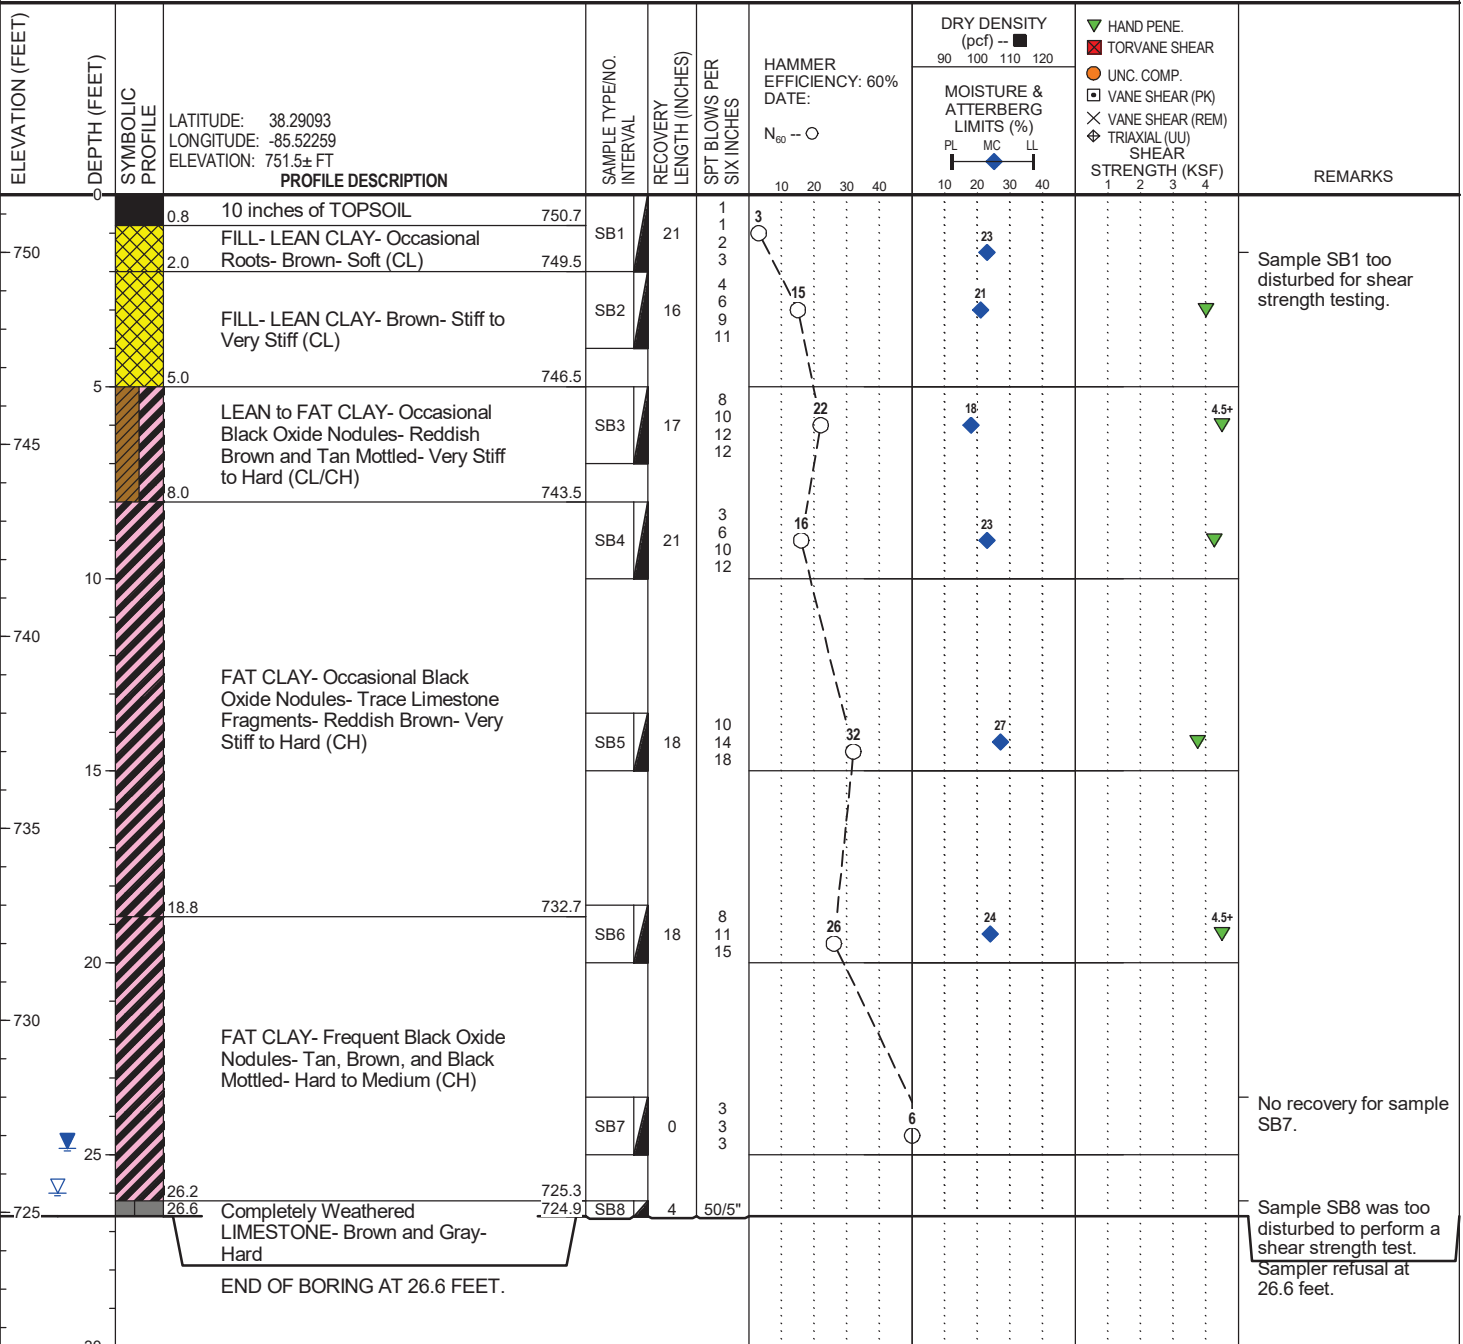 ELEVATION (FEET)
DEPTH (FEET)
SYMBOLIC
PROFILE
LATITUDE: 38.29093
LONGITUDE: -85.52259
ELEVATION: 751.5± FT
PROFILE DESCRIPTION
SAMPLE TYPE/NO.
INTERVAL
RECOVERY
LENGTH (INCHES)
SPT BLOWS PER
SIX INCHES
HAMMER
EFFICIENCY: 60%
DATE:
N60 --
10 20 30 40
DRY DENSITY
(pcf) --
90 100 110 120
MOISTURE &
ATTERBERG
LIMITS (%)
PL MC LL
10 20 30 40
HAND PENE.
TORVANE SHEAR
UNC. COMP.
VANE SHEAR (PK)
VANE SHEAR (REM)
TRIAXIAL (UU)
SHEAR
STRENGTH (KSF)
1 2 3 4
REMARKS
0
0.8 10 inches of TOPSOIL 750.7
FILL- LEAN CLAY- Occasional
Roots- Brown- Soft (CL)
2.0 749.5
750
SB1 21
1
1
2
3
3
23
Sample SB1 too
disturbed for shear
strength testing.
FILL- LEAN CLAY- Brown- Stiff to
Very Stiff (CL)
5.0 746.5
SB2 16
4
6
9
11
15
21
5
LEAN to FAT CLAY- Occasional
Black Oxide Nodules- Reddish
Brown and Tan Mottled- Very Stiff
to Hard (CL/CH)
8.0 743.5
745
SB3 17
8
10
12
12
22
18
4.5+
SB4 21
3
6
10
12
16
23
10
740
FAT CLAY- Occasional Black
Oxide Nodules- Trace Limestone
Fragments- Reddish Brown- Very
Stiff to Hard (CH)
SB5 18
10
14
18
32
27
15
735
18.8 732.7
SB6 18
8
11
15
26
24
4.5+
20
730
FAT CLAY- Frequent Black Oxide
Nodules- Tan, Brown, and Black
Mottled- Hard to Medium (CH)
SB7 0
3
3
3
6
No recovery for sample
SB7.
25
26.2 725.3
725
26.6 Completely Weathered 724.9
LIMESTONE- Brown and Gray-
Hard
SB8 4 50/5"
Sample SB8 was too
disturbed to perform a
shear strength test.
Sampler refusal at
26.6 feet.
END OF BORING AT 26.6 FEET.